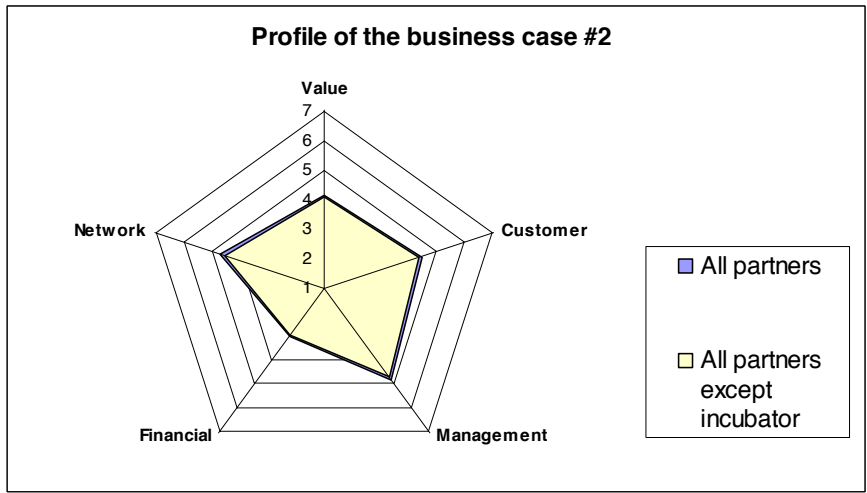 Profile of the business case #2
Value
7
6
5
4
3
2
1
Network
Customer
Financial
Management
All partners
All partners
except
incubator